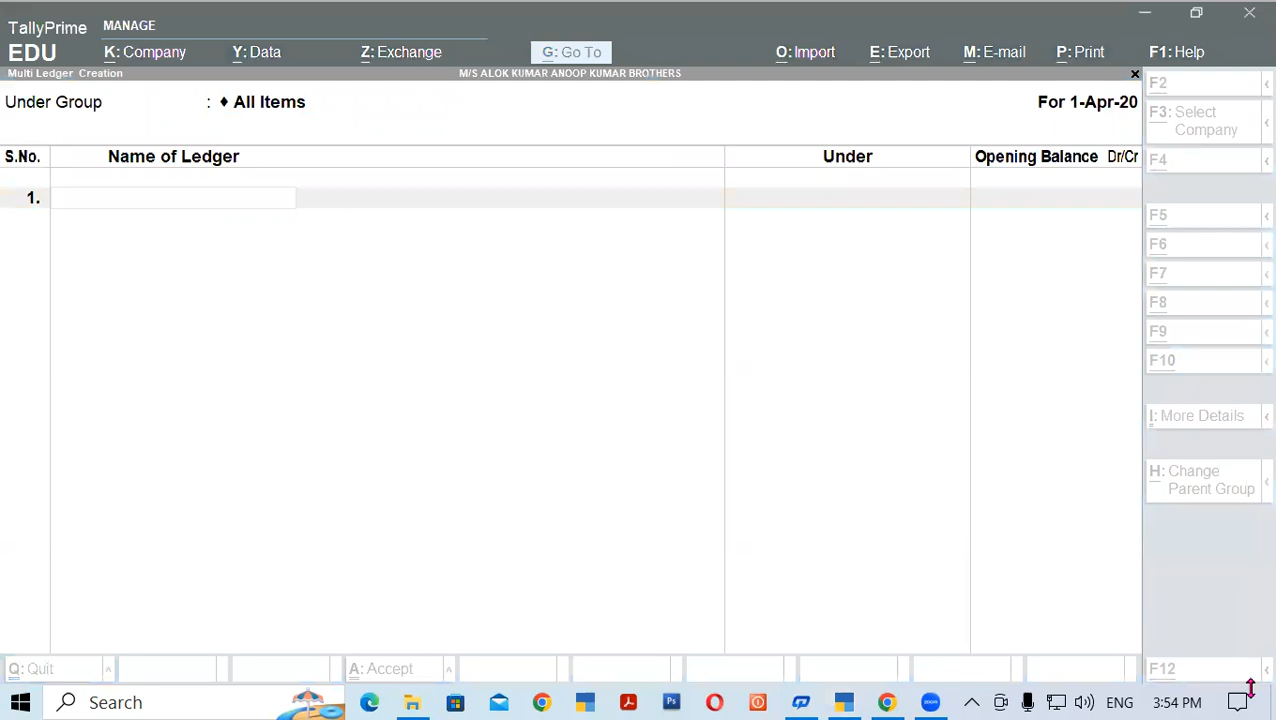 TallyPrime MANAGE
EDU K: Company Y: Data Z: Exchange G: Go To O: Import E: Export M: E-mail P: Print F1: Help
Multi Ledger Creation M/S ALOK KUMAR ANOOP KUMAR BROTHERS
Under Group : ♦ All Items For 1-Apr-20
S.No. Name of Ledger Under Opening Balance Dr/Cr
1.
F2
F3: Select
Company
F4
F5
F6
F7
F8
F9
F10
I: More Details
H: Change
Parent Group
Q: Quit A: Accept F12
Search ENG 3:54 PM